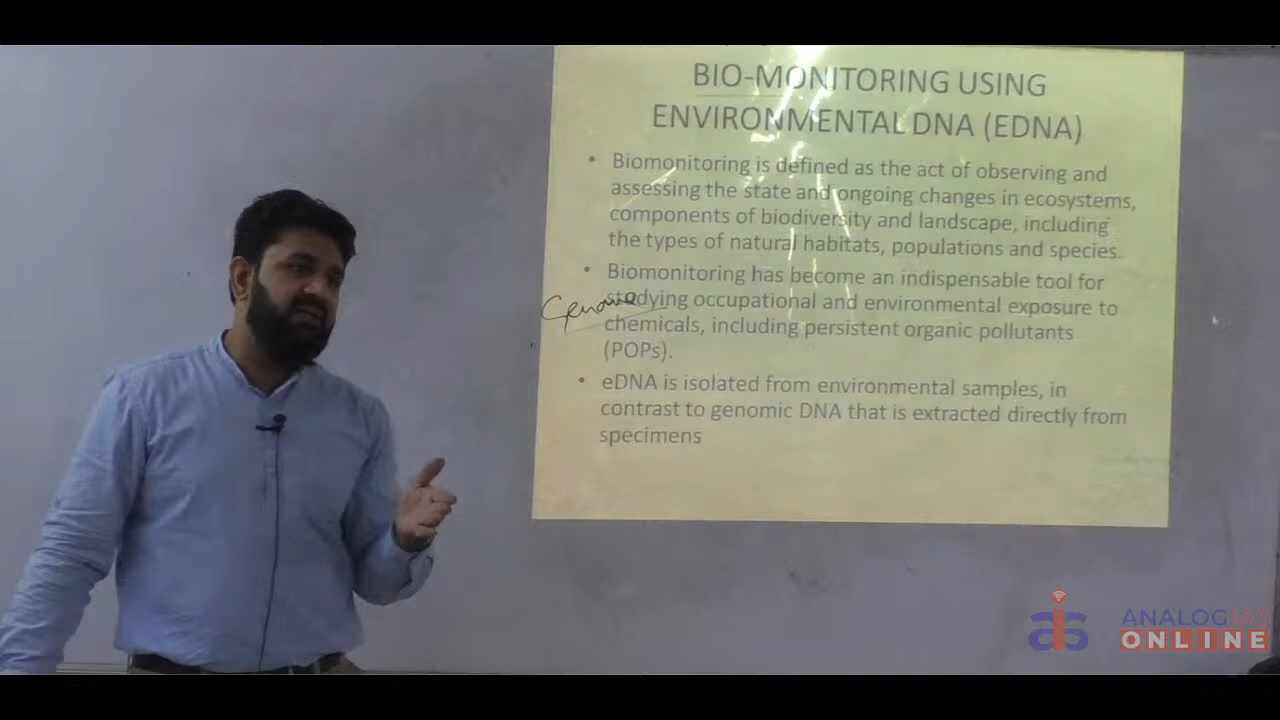 BIO-MONITORING USING
ENVIRONMENTAL DNA (EDNA)
• Biomonitoring is defined as the act of observing and
assessing the state and ongoing changes in ecosystems,
components of biodiversity and landscape, including
the types of natural habitats, populations and species.
• Biomonitoring has become an indispensable tool for
studying occupational and environmental exposure to
chemicals, including persistent organic pollutants
(POPs).
• eDNA is isolated from environmental samples, in
contrast to genomic DNA that is extracted directly from
specimens
Genome
ais
ANALOG IAS
ONLINE